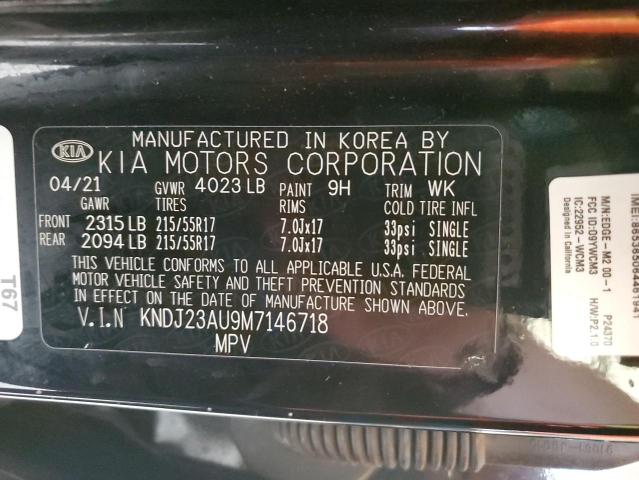 MANUFACTURED IN KOREA BY
KIA KIA MOTORS CORPORATION
04/21 GVWR 4023 LB PAINT 9H TRIM WK
GAWR TIRES RIMS COLD TIRE INFL
FRONT 2315 LB 215/55R17 7.0Jx17 33psi SINGLE
REAR 2094 LB 215/55R17 7.0Jx17 33psi SINGLE
THIS VEHICLE CONFORMS TO ALL APPLICABLE U.S.A. FEDERAL
MOTOR VEHICLE SAFETY AND THEFT PREVENTION STANDARDS
IN EFFECT ON THE DATE OF MANUFACTURE SHOWN ABOVE.
V.I.N KNDJ23AU9M7146718
MPV
T67
M/N:EDGE-M2 00-1
FCC ID:O9YWCM3
IC:22952-WCM3
Designed in California
P24370
H/W:P2.1.0